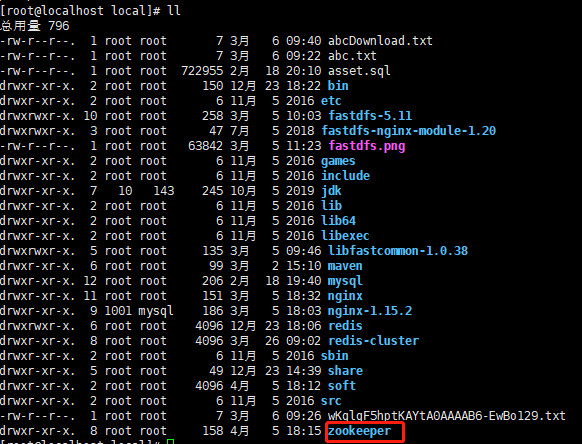 [root@localhost local]# ll
总用量 796
-rw-r--r--. 1 root root 7 3月 6 09:40 abcDownload.txt
-rw-r--r--. 1 root root 7 3月 6 09:22 abc.txt
-rw-r--r--. 1 root root 722955 2月 18 20:10 asset.sql
drwxr-xr-x. 2 root root 150 12月 23 18:22 bin
drwxr-xr-x. 2 root root 6 11月 5 2016 etc
drwxrwxr-x. 10 root root 258 3月 5 10:03 fastdfs-5.11
drwxrwxr-x. 3 root root 47 7月 5 2018 fastdfs-nginx-module-1.20
-rw-r--r--. 1 root root 63842 3月 5 11:23 fastdfs.png
drwxr-xr-x. 2 root root 6 11月 5 2016 games
drwxr-xr-x. 2 root root 6 11月 5 2016 include
drwxr-xr-x. 7 10 143 245 10月 5 2019 jdk
drwxr-xr-x. 2 root root 6 11月 5 2016 lib
drwxr-xr-x. 2 root root 6 11月 5 2016 lib64
drwxr-xr-x. 2 root root 6 11月 5 2016 libexec
drwxrwxr-x. 5 root root 135 3月 5 09:46 libfastcommon-1.0.38
drwxr-xr-x. 6 root root 99 3月 2 15:10 maven
drwxr-xr-x. 12 root root 206 2月 18 19:40 mysql
drwxr-xr-x. 11 root root 151 3月 5 18:32 nginx
drwxr-xr-x. 9 1001 mysql 186 3月 5 18:03 nginx-1.15.2
drwxrwxr-x. 6 root root 4096 12月 23 18:06 redis
drwxr-xr-x. 8 root root 4096 3月 26 09:02 redis-cluster
drwxr-xr-x. 2 root root 6 11月 5 2016 sbin
drwxr-xr-x. 5 root root 49 12月 23 14:39 share
drwxr-xr-x. 2 root root 4096 4月 5 18:12 soft
drwxr-xr-x. 2 root root 6 11月 5 2016 src
-rw-r--r--. 1 root root 7 3月 6 09:26
drwxr-xr-x. 8 root root 158 4月 5 18:15 zookeeper
[root@localhost local]#